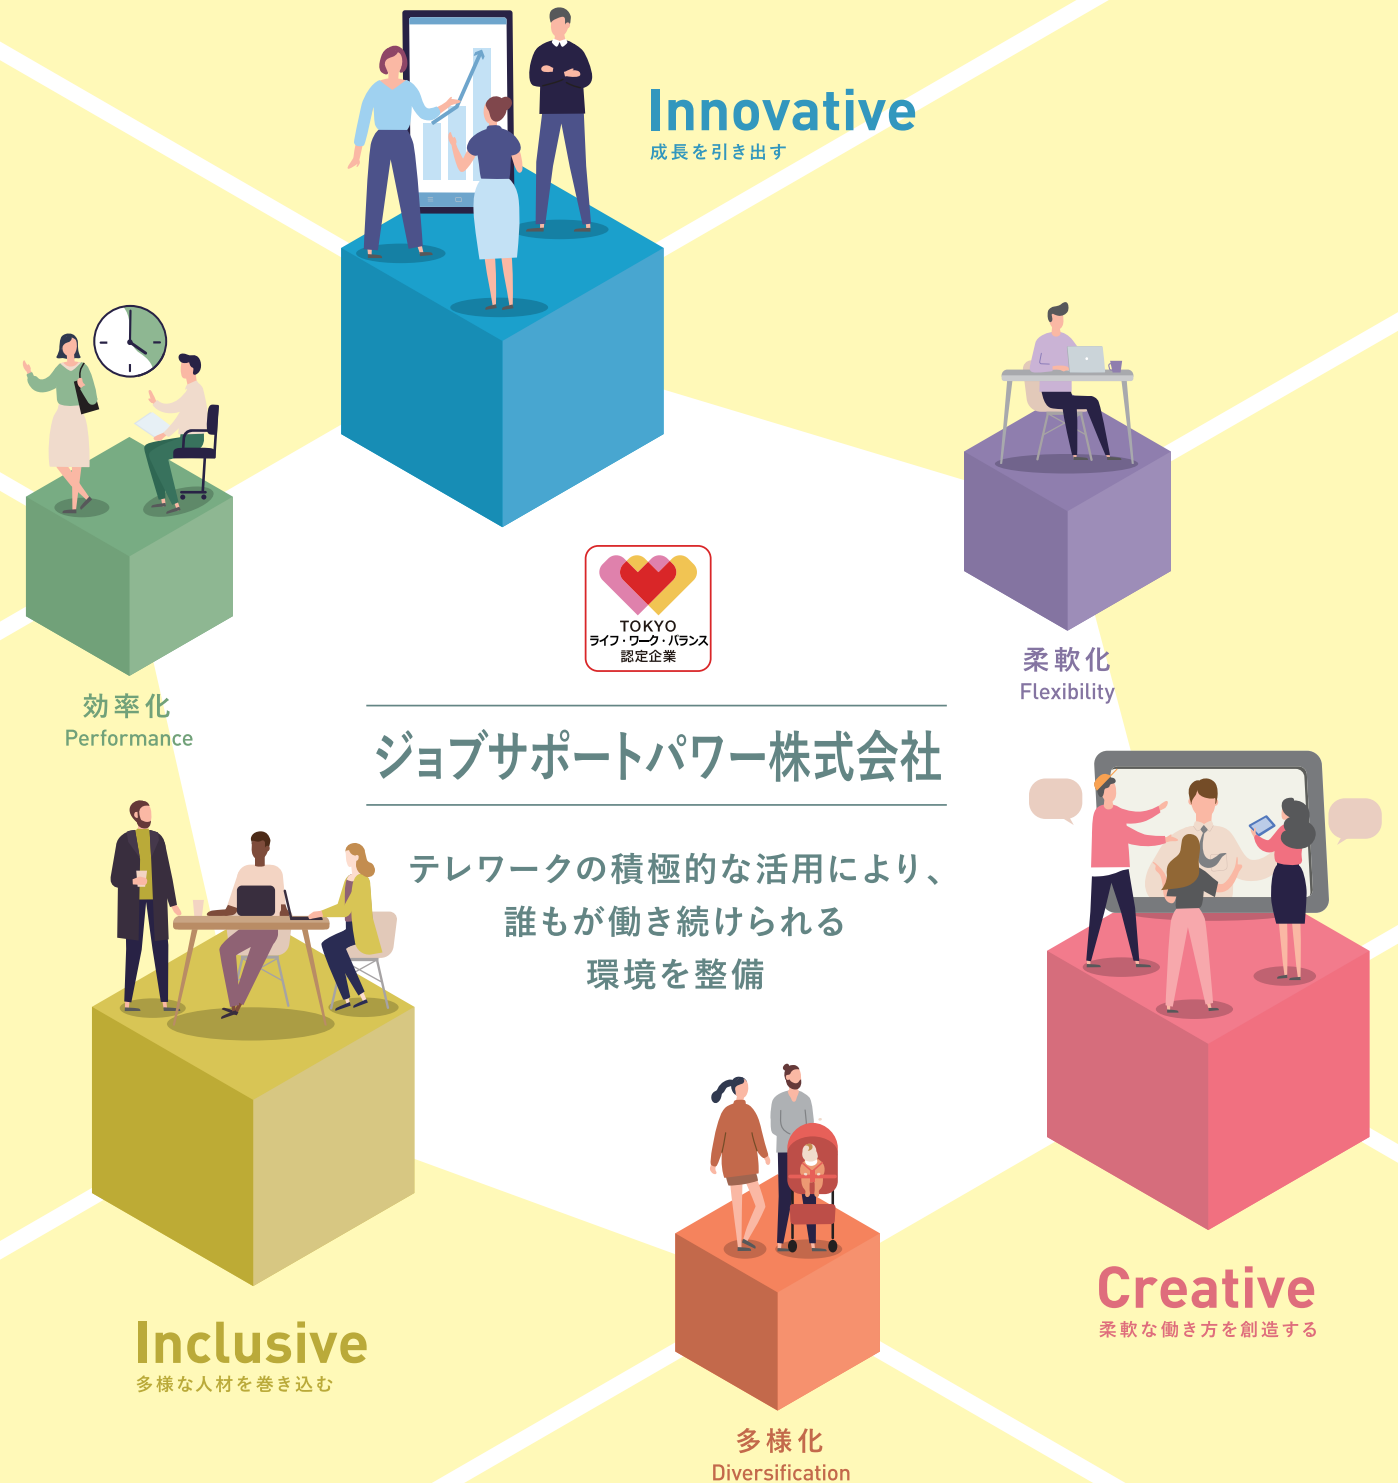 Innovative
成長を引き出す
柔軟化
Flexibility
効率化
Performance
TOKYO
ライフ・ワーク・バランス
認定企業
ジョブサポートパワー株式会社
テレワークの積極的な活用により、
誰もが働き続けられる
環境を整備
Creative
柔軟な働き方を創造する
Inclusive
多様な人材を巻き込む
多様化
Diversification